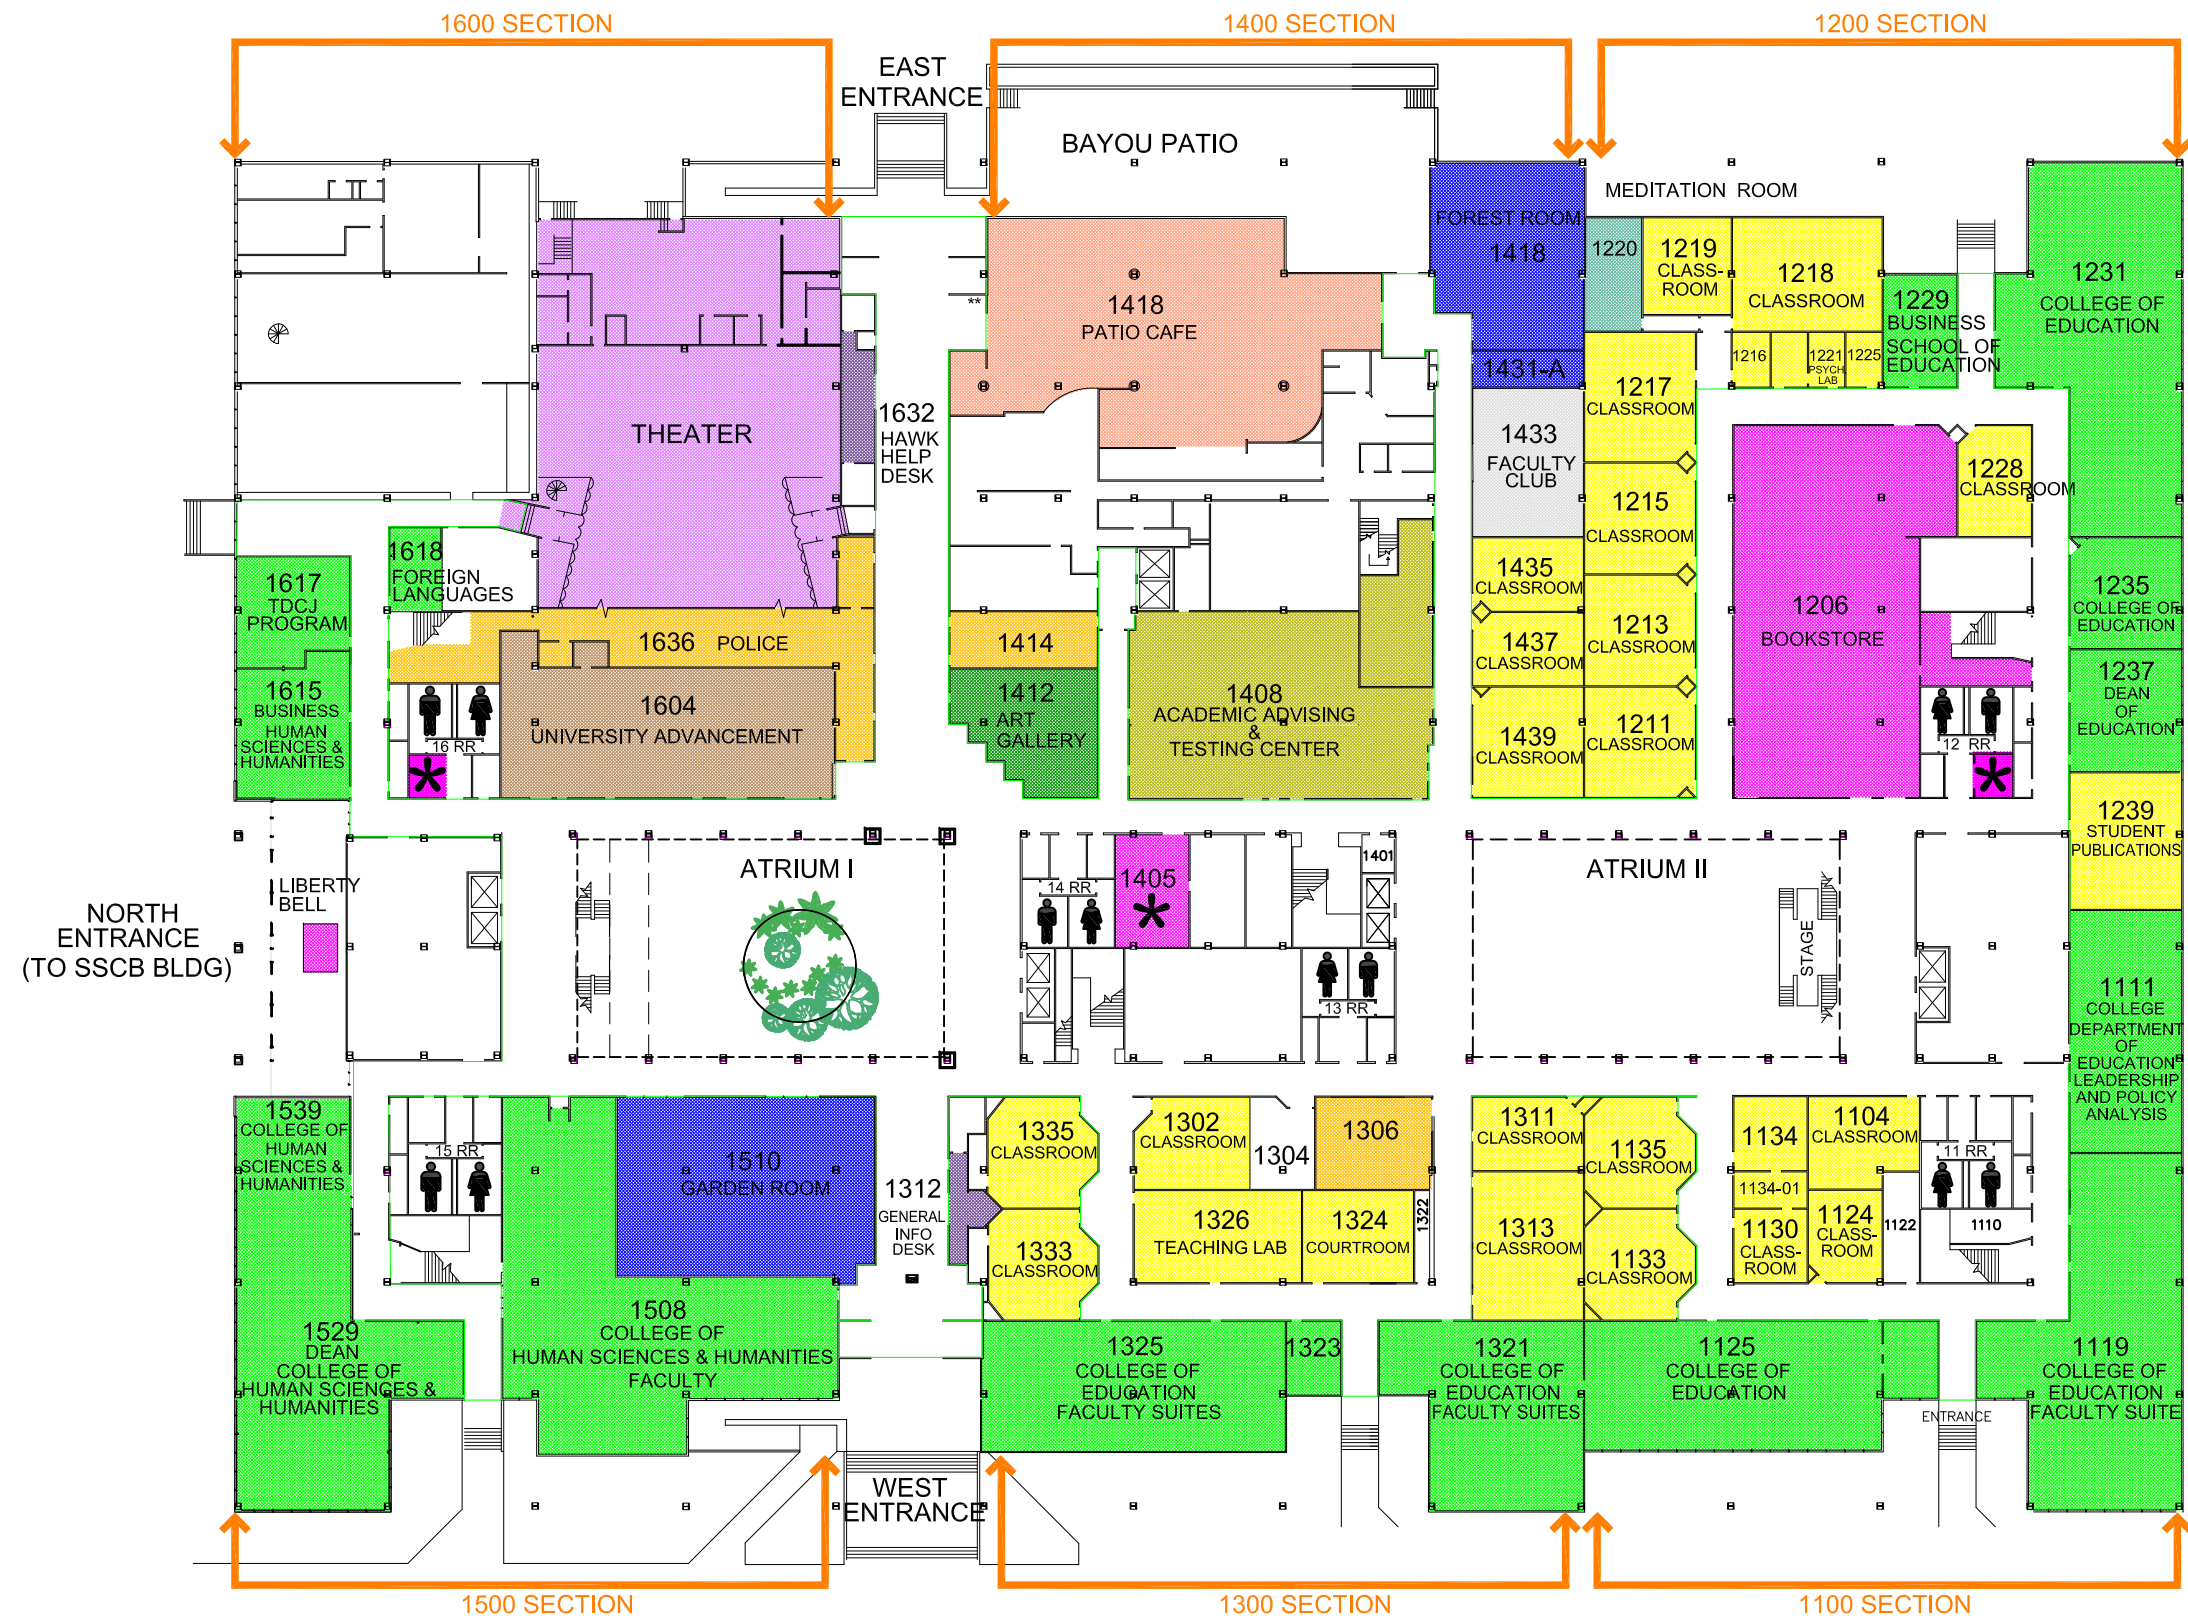 1600 SECTION
1400 SECTION
1200 SECTION
EAST
ENTRANCE
BAYOU PATIO
MEDITATION ROOM
FOREST ROOM
1418
1220
1219
CLASS-
ROOM
1218
CLASSROOM
1229
BUSINESS
SCHOOL OF
EDUCATION
1231
COLLEGE OF
EDUCATION
**
1418
PATIO CAFE
1431-A
1216
1221
PSYCH
LAB
1225
1217
CLASSROOM
THEATER
1632
HAWK
HELP
DESK
1433
FACULTY
CLUB
1228
CLASSROOM
1215
CLASSROOM
1618
FOREIGN
LANGUAGES
1617
TDCJ
PROGRAM
1435
CLASSROOM
1206
BOOKSTORE
1235
COLLEGE OF
EDUCATION
1636 POLICE
1414
1437
CLASSROOM
1213
CLASSROOM
1615
BUSINESS
HUMAN
SCIENCES &
HUMANITIES
1604
UNIVERSITY ADVANCEMENT
1412
ART
GALLERY
1408
ACADEMIC ADVISING
&
TESTING CENTER
1439
CLASSROOM
1211
CLASSROOM
1237
DEAN
OF
EDUCATION
16 RR
*
12 RR
*
1239
STUDENT
PUBLICATIONS
LIBERTY
BELL
ATRIUM I
1405
*
1401
14 RR
ATRIUM II
NORTH
ENTRANCE
(TO SSCB BLDG)
STAGE
13 RR
1111
COLLEGE
DEPARTMENT
OF
EDUCATION
LEADERSHIP
AND POLICY
ANALYSIS
1539
COLLEGE OF
HUMAN
SCIENCES &
HUMANITIES
15 RR
1510
GARDEN ROOM
1312
GENERAL
INFO
DESK
1335
CLASSROOM
1302
CLASSROOM
1304
1306
1311
CLASSROOM
1135
CLASSROOM
1134
1104
CLASSROOM
11 RR
1134-01
1333
CLASSROOM
1326
TEACHING LAB
1324
COURTROOM
1322
1313
CLASSROOM
1133
CLASSROOM
1130
CLASS-
ROOM
1124
CLASS-
ROOM
1122
1110
1529
DEAN
COLLEGE OF
HUMAN SCIENCES &
HUMANITIES
1508
COLLEGE OF
HUMAN SCIENCES & HUMANITIES
FACULTY
1325
COLLEGE OF
EDUCATION
FACULTY SUITES
1323
1321
COLLEGE OF
EDUCATION
FACULTY SUITES
1125
COLLEGE OF
EDUCATION
1119
COLLEGE OF
EDUCATION
FACULTY SUITE
ENTRANCE
WEST
ENTRANCE
1500 SECTION
1300 SECTION
1100 SECTION